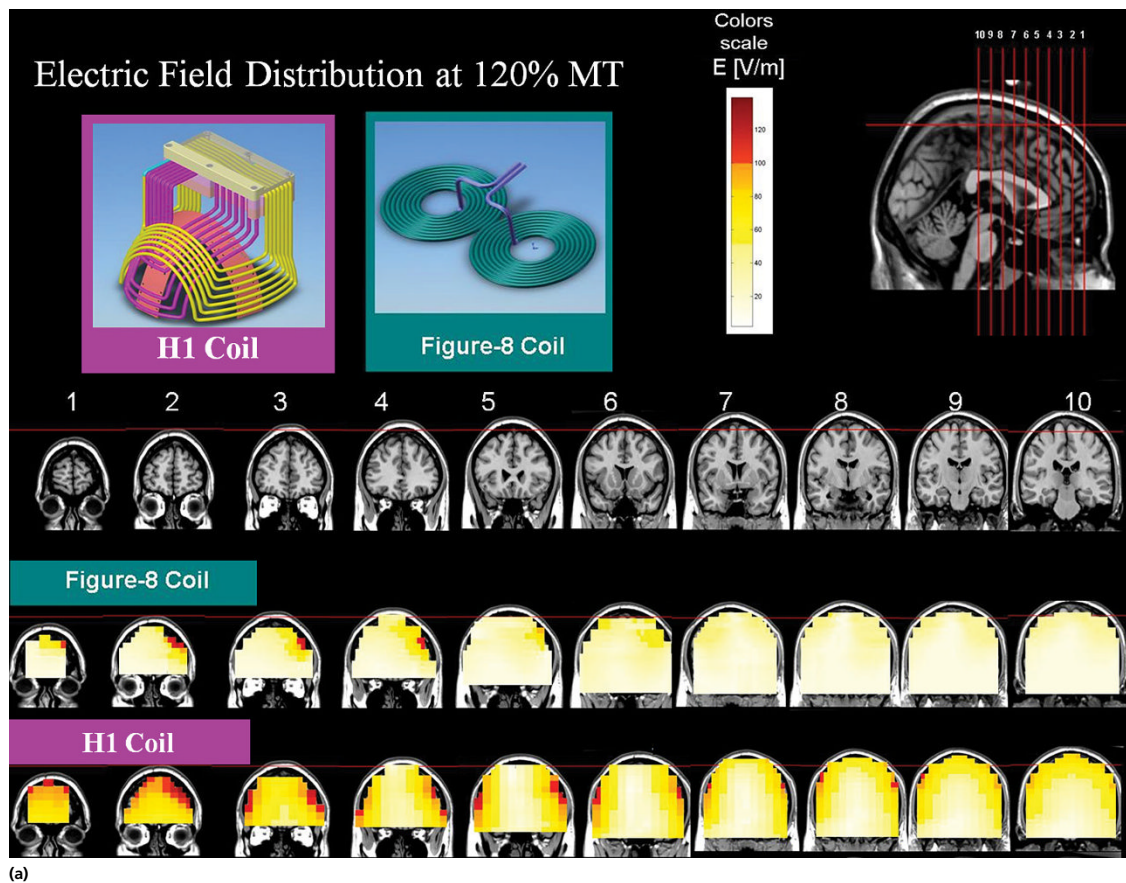 Electric Field Distribution at 120% MT
H1 Coil
Figure-8 Coil
Colors
scale
E [V/m]
120
100
80
60
40
20
10 9 8 7 6 5 4 3 2 1
1 2 3 4 5 6 7 8 9 10
Figure-8 Coil
H1 Coil
(a)